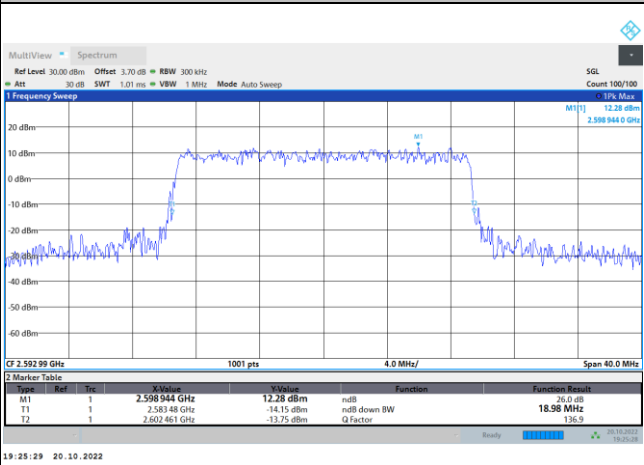 MultiView Spectrum
Ref Level 30.00 dBm Offset 3.70 dB RBW 300 kHz SGL
Att 30 dB SWT 1.01 ms VBW 1 MHz Mode Auto Sweep Count 100/100
1 Frequency Sweep 1Pk Max
M1[1] 12.28 dBm
2.598 944 0 GHz
M1
20 dBm
10 dBm
0 dBm
-10 dBm
-20 dBm
-30 dBm
-40 dBm
-50 dBm
-60 dBm
CF 2.592 99 GHz 1001 pts 4.0 MHz/ Span 40.0 MHz
2 Marker Table
Type Ref Trc X-Value Y-Value Function Function Result
M1 1 2.598 944 GHz 12.28 dBm ndB 26.0 dB
T1 1 2.583 48 GHz -14.15 dBm ndB down BW 18.98 MHz
T2 1 2.602 461 GHz -13.75 dBm Q Factor 136.9
Ready 20.10.2022
19:25:28
19:25:29 20.10.2022